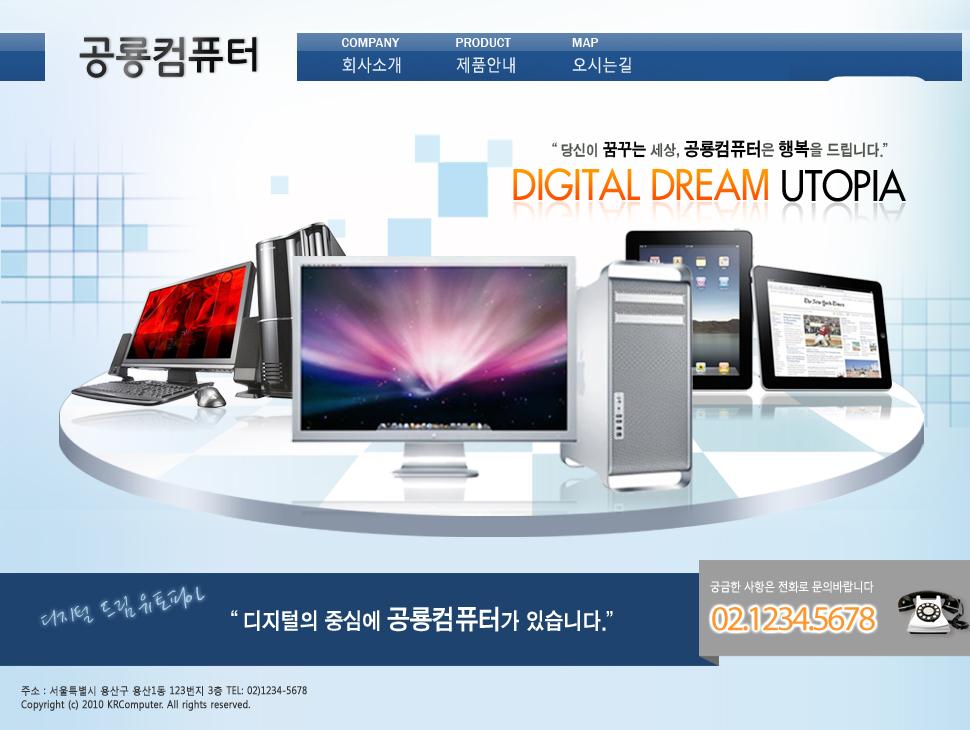 공룡컴퓨터
COMPANY PRODUCT MAP
회사소개 제품안내 오시는길
“ 당신이 꿈꾸는 세상, 공룡컴퓨터은 행복을 드립니다.”
DIGITAL DREAM UTOPIA
The New York Times
디지털 드림 유토피아
“ 디지털의 중심에 공룡컴퓨터가 있습니다.”
궁금한 사항은 전화로 문의바랍니다
02.1234.5678
주소 : 서울특별시 용산구 용산1동 123번지 3층 TEL: 02)1234-5678
Copyright (c) 2010 KRComputer. All rights reserved.